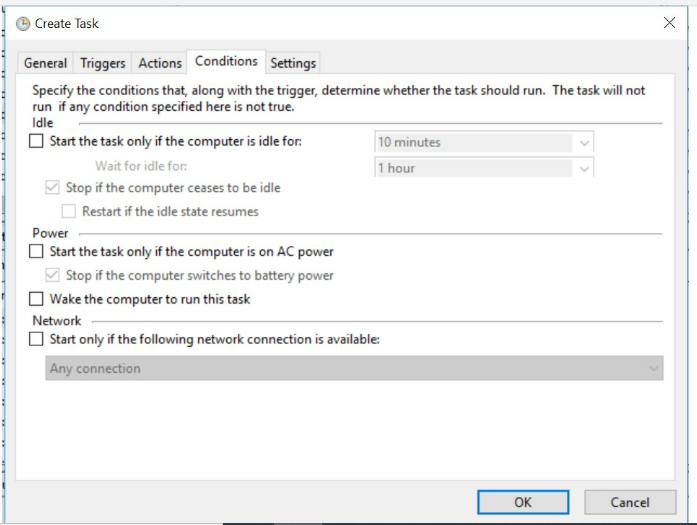 Create Task
General Triggers Actions Conditions Settings
Specify the conditions that, along with the trigger, determine whether the task should run. The task will not
run if any condition specified here is not true.
Idle
Start the task only if the computer is idle for: 10 minutes
Wait for idle for: 1 hour
Stop if the computer ceases to be idle
Restart if the idle state resumes
Power
Start the task only if the computer is on AC power
Stop if the computer switches to battery power
Wake the computer to run this task
Network
Start only if the following network connection is available:
Any connection
OK Cancel